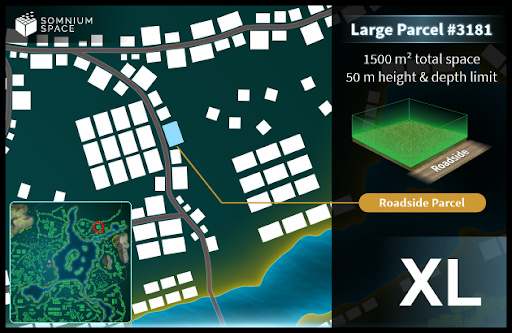 SOMNIUM
SPACE
Large Parcel #3181
1500 m² total space
50 m height & depth limit
Roadside
Roadside Parcel
XL